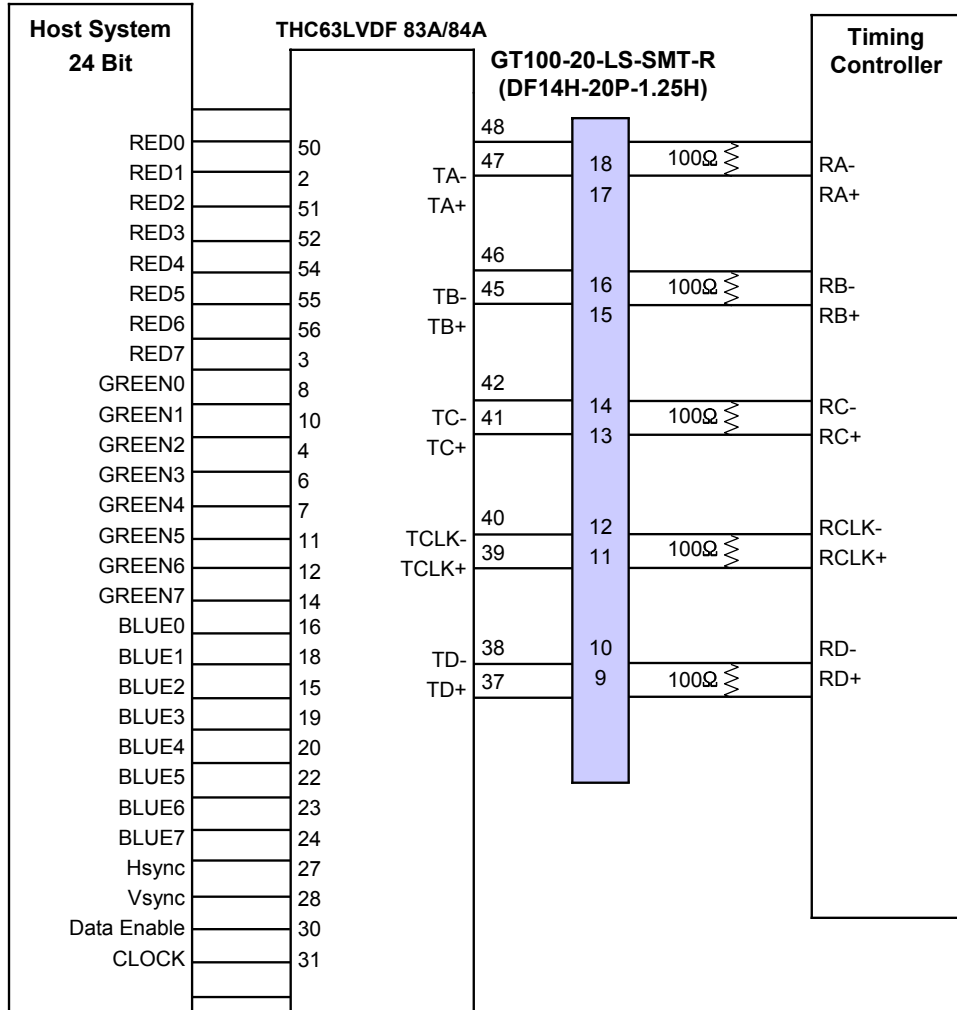 Host System
24 Bit
THC63LVDF 83A/84A
GT100-20-LS-SMT-R
(DF14H-20P-1.25H)
Timing
Controller
RED0
RED1
RED2
RED3
RED4
RED5
RED6
RED7
GREEN0
GREEN1
GREEN2
GREEN3
GREEN4
GREEN5
GREEN6
GREEN7
BLUE0
BLUE1
BLUE2
BLUE3
BLUE4
BLUE5
BLUE6
BLUE7
Hsync
Vsync
Data Enable
CLOCK
50
2
51
52
54
55
56
3
8
10
4
6
7
11
12
14
16
18
15
19
20
22
23
24
27
28
30
31
TA-
TA+
TB-
TB+
TC-
TC+
TCLK-
TCLK+
TD-
TD+
48
47
46
45
42
41
40
39
38
37
18
17
16
15
14
13
12
11
10
9
100Ω
100Ω
100Ω
100Ω
100Ω
RA-
RA+
RB-
RB+
RC-
RC+
RCLK-
RCLK+
RD-
RD+